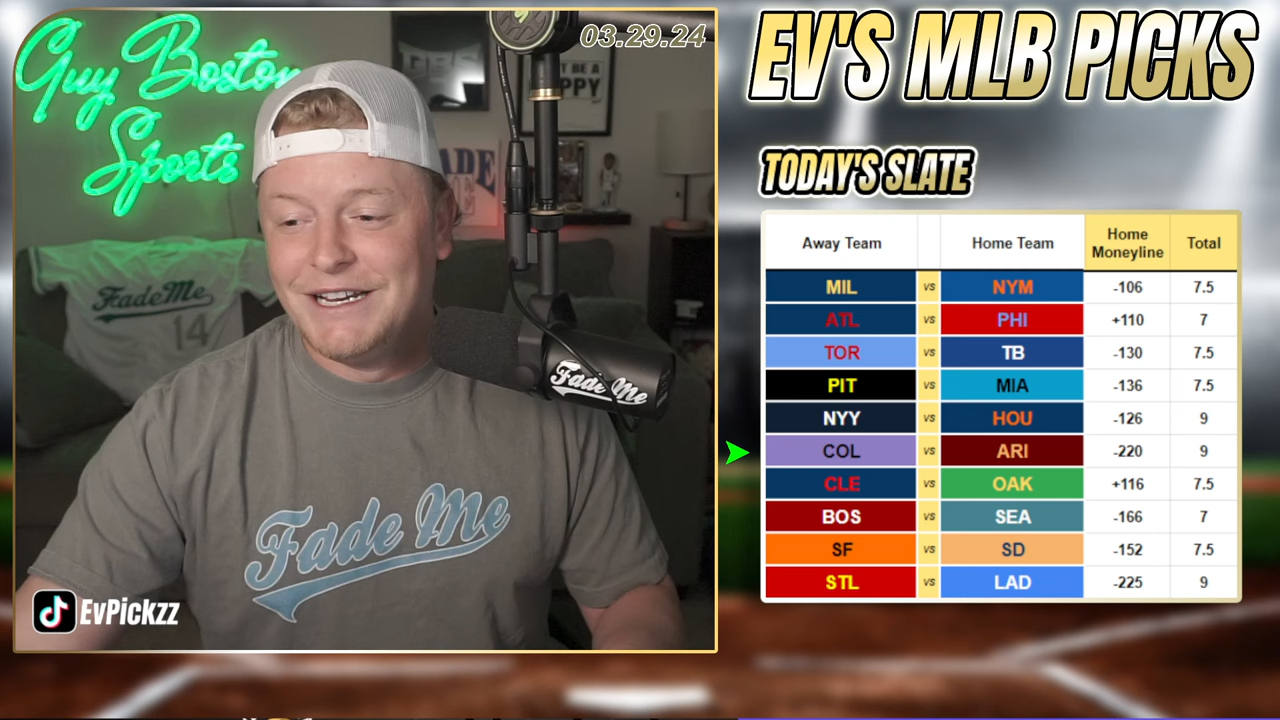 Guy Boston
Sports
03.29.24
EV'S MLB PICKS
TODAY'S SLATE
Away Team Home Team Home Moneyline Total
MIL vs NYM -106 7.5
ATL vs PHI +110 7
TOR vs TB -130 7.5
PIT vs MIA -136 7.5
NYY vs HOU -126 9
COL vs ARI -220 9
CLE vs OAK +116 7.5
BOS vs SEA -166 7
SF vs SD -152 7.5
STL vs LAD -225 9
FadeMe
14
Fade Me
Fade Me
EvPickzz